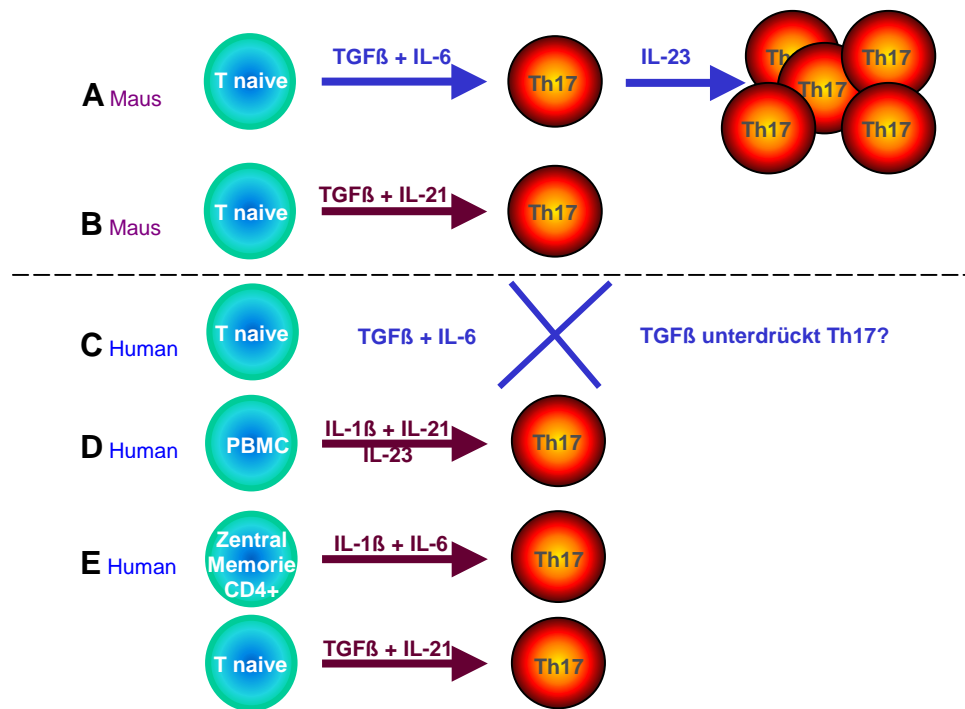 A Maus
T naive
TGFß + IL-6
Th17
IL-23
Th17
Th17
Th17
Th17
B Maus
T naive
TGFß + IL-21
Th17
C Human
T naive
TGFß + IL-6
TGFß unterdrückt Th17?
D Human
PBMC
IL-1ß + IL-21
IL-23
Th17
E Human
Zentral
Memorie
CD4+
IL-1ß + IL-6
Th17
T naive
TGFß + IL-21
Th17